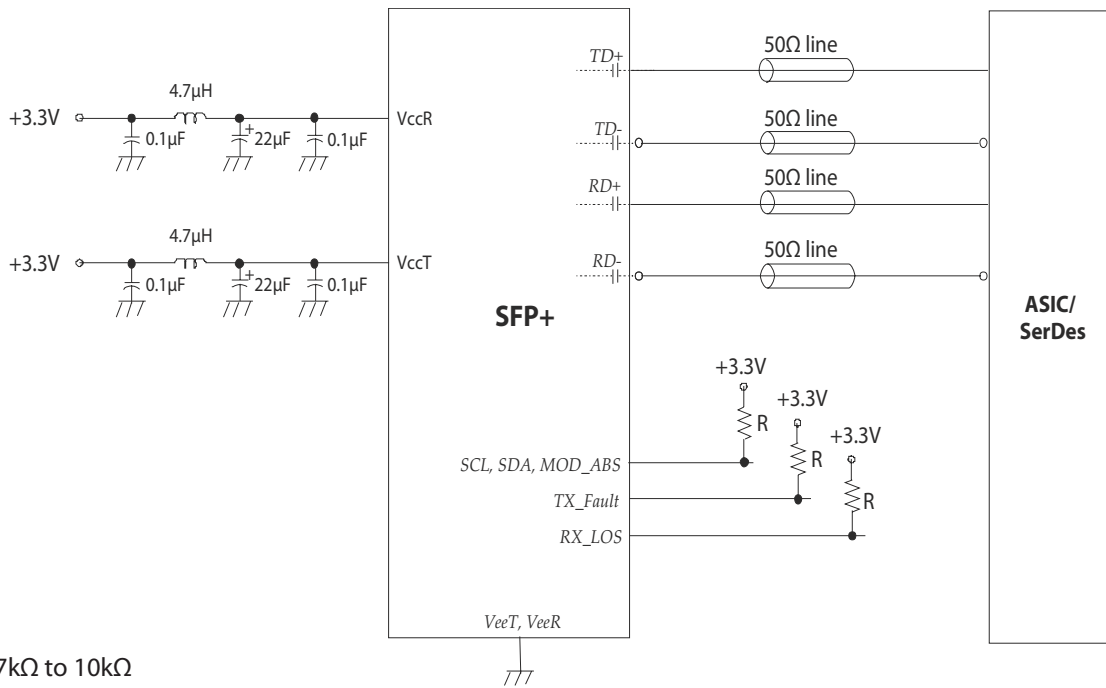 50Ω line
TD+
4.7µH
+3.3V
VccR
0.1µF
+
22µF
0.1µF
50Ω line
TD-
50Ω line
RD+
4.7µH
+3.3V
VccT
0.1µF
+
22µF
0.1µF
50Ω line
RD-
SFP+
ASIC/
SerDes
+3.3V
R
+3.3V
R
+3.3V
R
SCL, SDA, MOD_ABS
TX_Fault
RX_LOS
VeeT, VeeR
7kΩ to 10kΩ